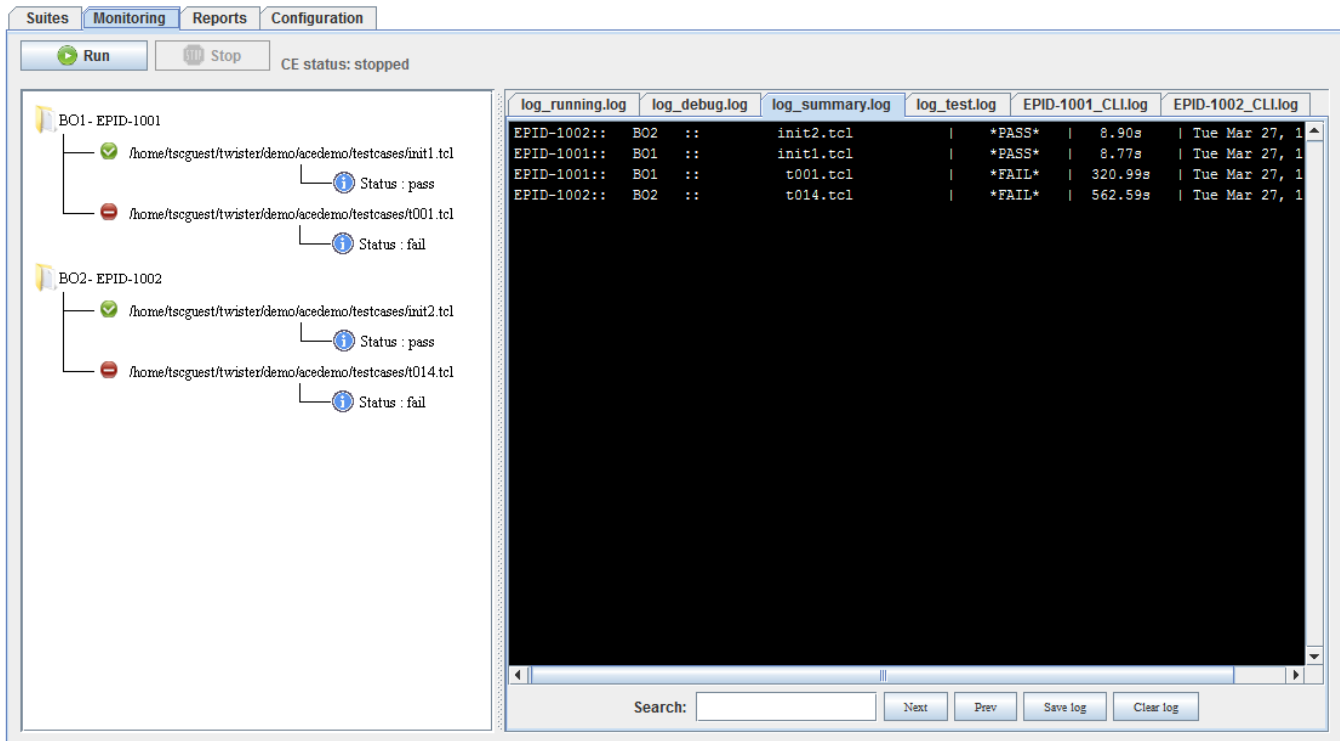 Suites Monitoring Reports Configuration
Run Stop CE status: stopped
BO1- EPID-1001
/home/tscguest/twister/demo/acedemo/testcases/init1.tcl
Status : pass
/home/tscguest/twister/demo/acedemo/testcases/t001.tcl
Status : fail
BO2- EPID-1002
/home/tscguest/twister/demo/acedemo/testcases/init2.tcl
Status : pass
/home/tscguest/twister/demo/acedemo/testcases/t014.tcl
Status : fail
log_running.log log_debug.log log_summary.log log_test.log EPID-1001_CLI.log EPID-1002_CLI.log
EPID-1002:: BO2 :: init2.tcl | *PASS* | 8.90s | Tue Mar 27, 1
EPID-1001:: BO1 :: init1.tcl | *PASS* | 8.77s | Tue Mar 27, 1
EPID-1001:: BO1 :: t001.tcl | *FAIL* | 320.99s | Tue Mar 27, 1
EPID-1002:: BO2 :: t014.tcl | *FAIL* | 562.59s | Tue Mar 27, 1
Search: Next Prev Save log Clear log